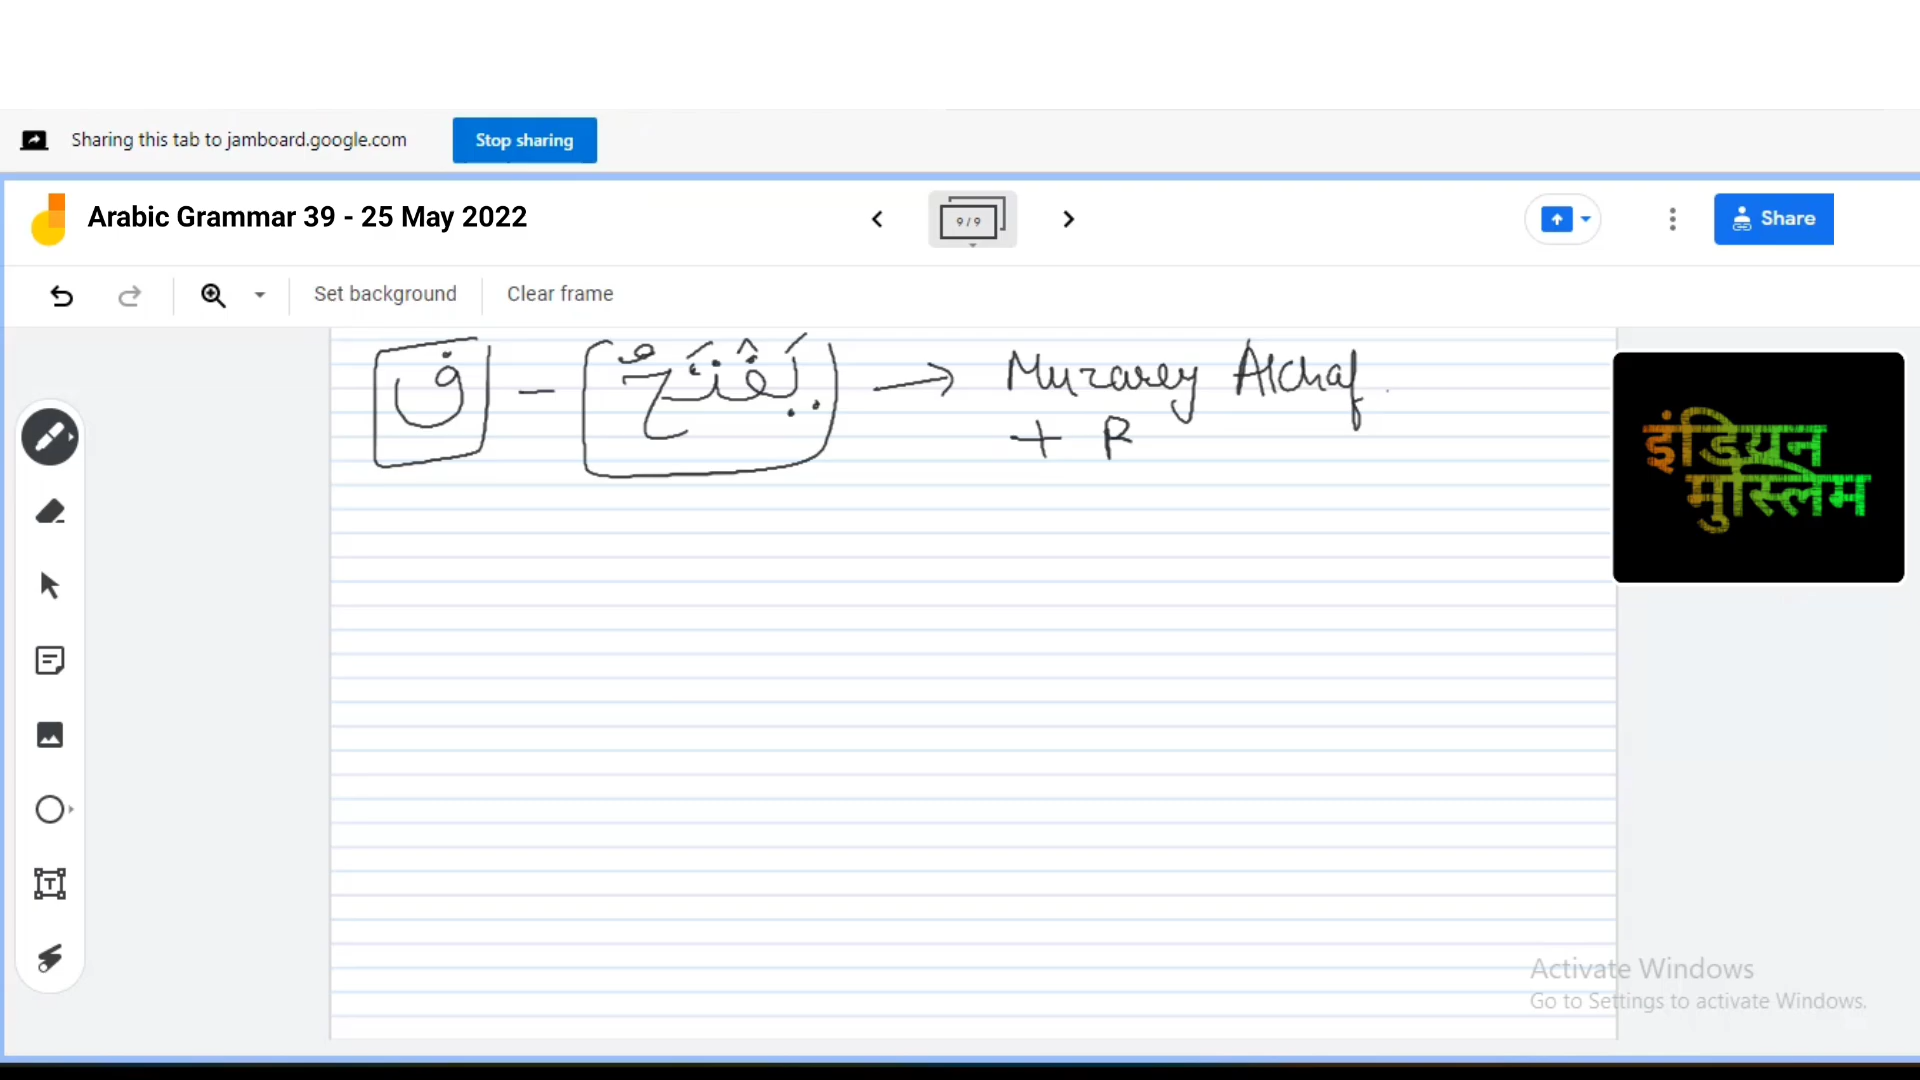 Sharing this tab to jamboard.google.com
Stop sharing
Arabic Grammar 39 - 25 May 2022
9 / 9
Share
Set background
Clear frame
ف - يَفْتَحُ → Muzarey Akhaf
+ R
इंडियन
मुस्लिम
Activate Windows
Go to Settings to activate Windows.